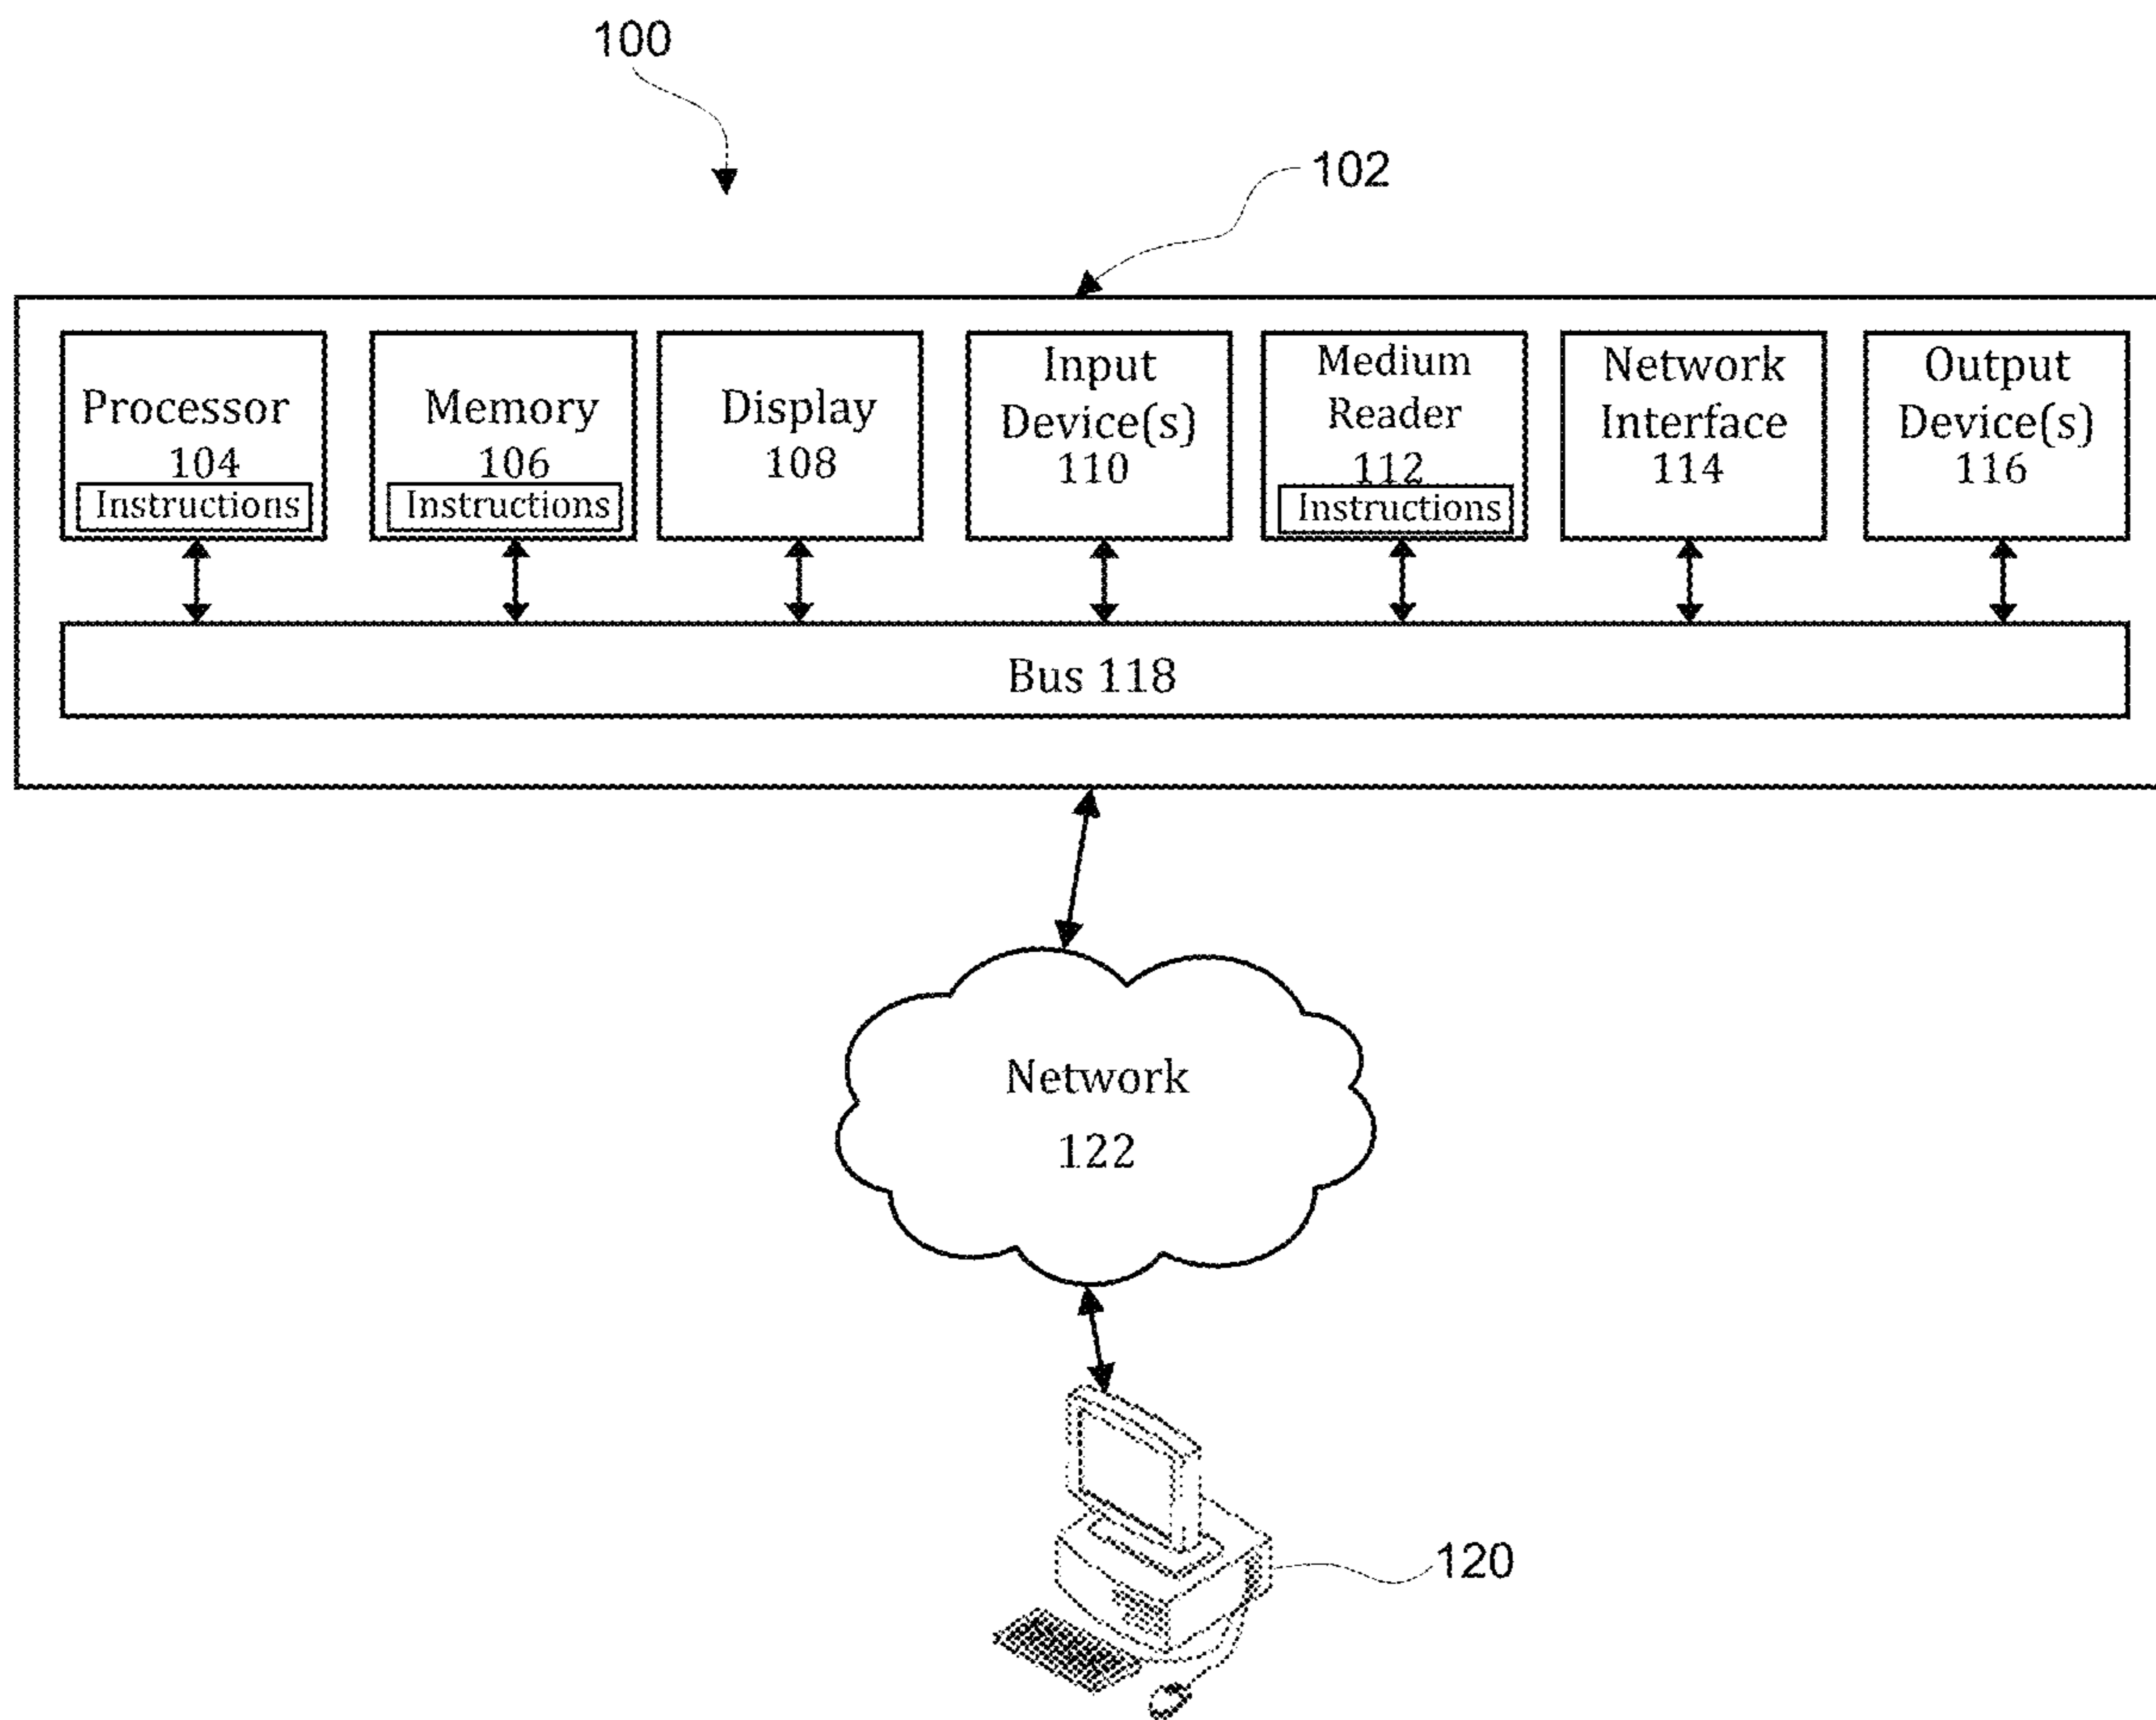 100
102
Processor
104
Instructions
Memory
106
Instructions
Display
108
Input
Device(s)
110
Medium
Reader
112
Instructions
Network
Interface
114
Output
Device(s)
116
Bus 118
Network
122
120